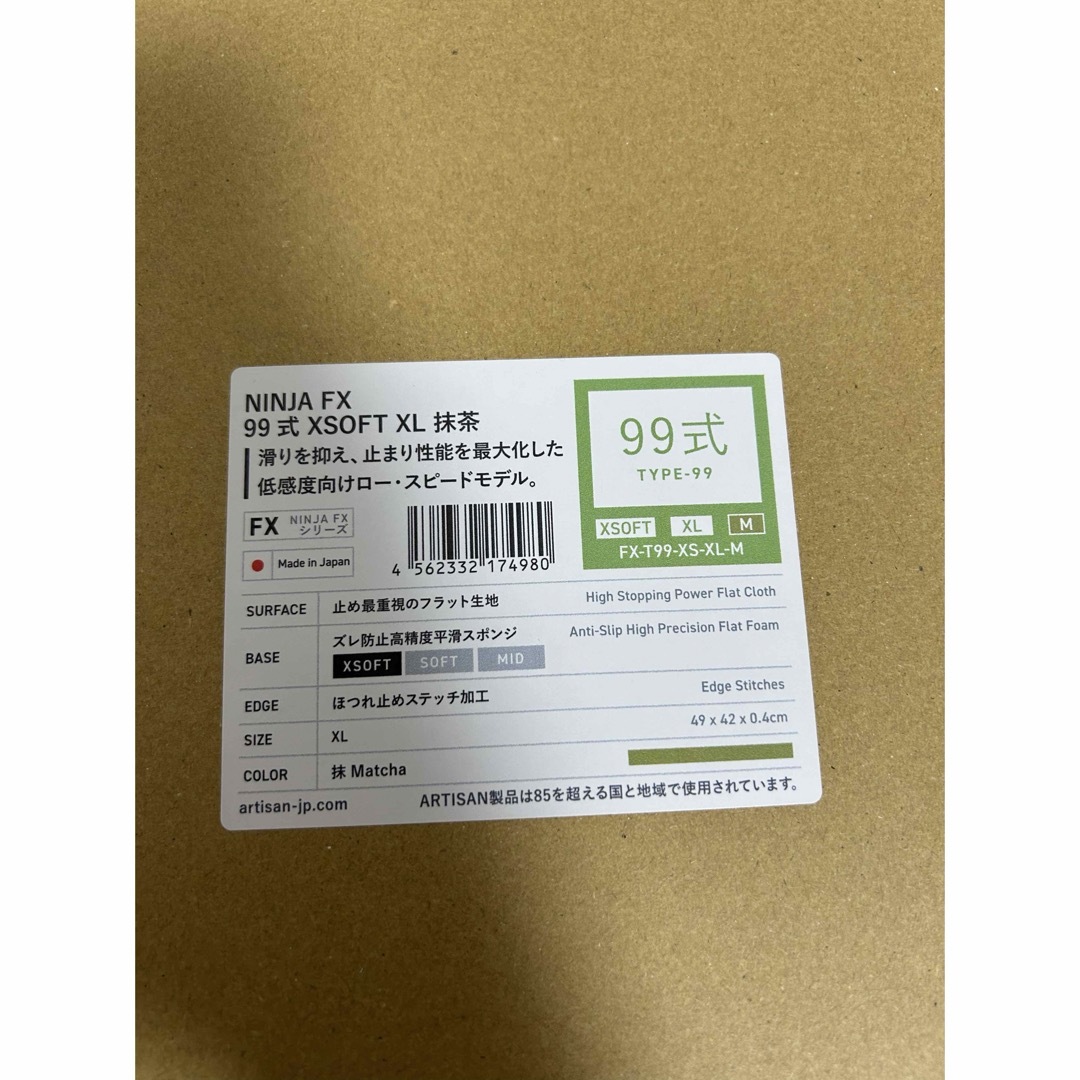 NINJA FX
99 式 XSOFT XL 抹茶
滑りを抑え、止まり性能を最大化した
低感度向けロー・スピードモデル。
FX NINJA FX
シリーズ
Made in Japan
4 562332 174980
99式
TYPE-99
XSOFT XL M
FX-T99-XS-XL-M
SURFACE 止め最重視のフラット生地 High Stopping Power Flat Cloth
BASE ズレ防止高精度平滑スポンジ Anti-Slip High Precision Flat Foam
XSOFT SOFT MID
EDGE ほつれ止めステッチ加工 Edge Stitches
SIZE XL 49 x 42 x 0.4cm
COLOR 抹 Matcha
artisan-jp.com ARTISAN製品は85を超える国と地域で使用されています。